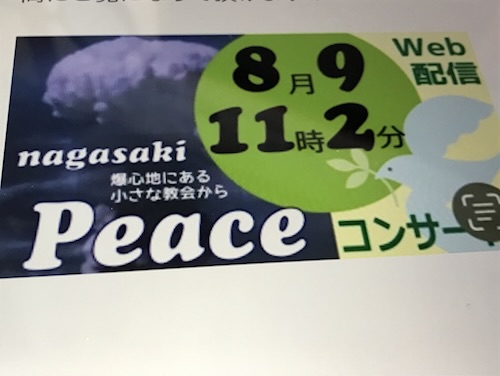 8月9
11時2分
Web
配信
nagasaki
爆心地にある
小さな教会から
Peace
コンサート